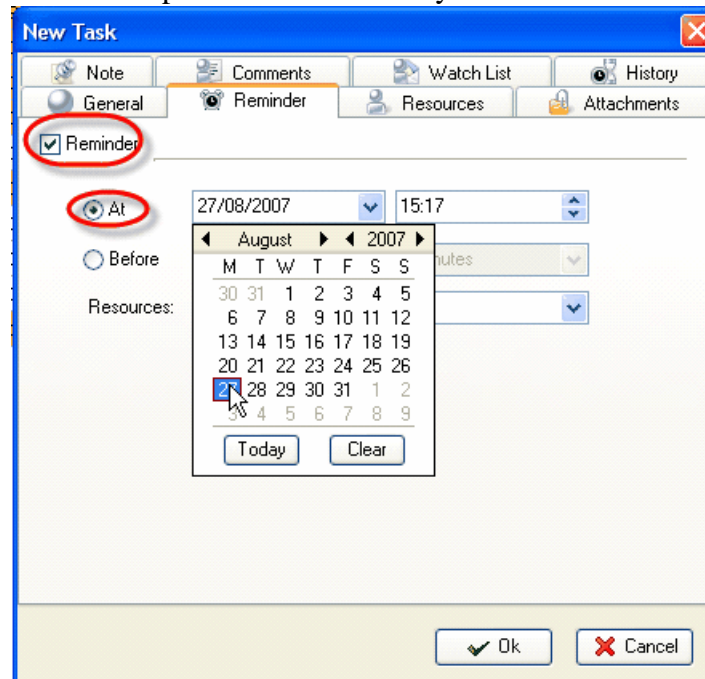 New Task
Note Comments Watch List History
General Reminder Resources Attachments
Reminder
At 27/08/2007 15:17
August 2007
Before
M T W T F S S
30 31 1 2 3 4 5
Resources:
6 7 8 9 10 11 12
13 14 15 16 17 18 19
20 21 22 23 24 25 26
27 28 29 30 31 1 2
3 4 5 6 7 8 9
Today Clear
Ok Cancel